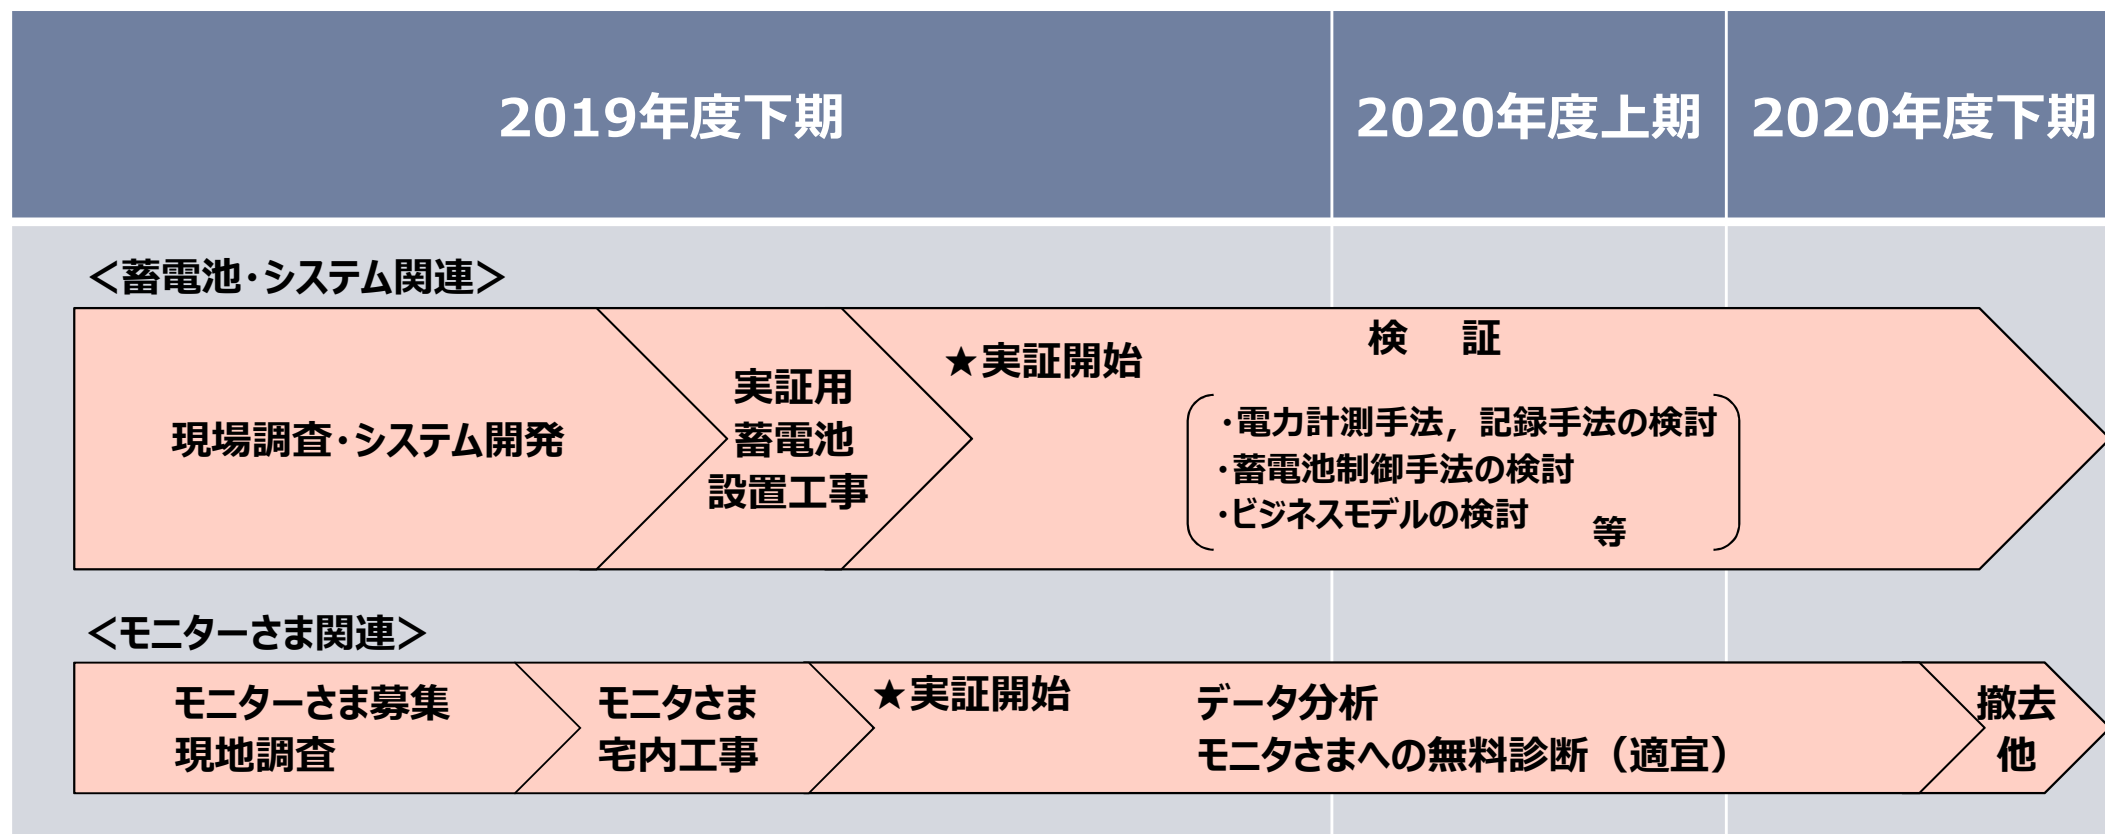 2019年度下期
2020年度上期
2020年度下期
＜蓄電池・システム関連＞
現場調査・システム開発
実証用
蓄電池
設置工事
★実証開始
検　証
・電力計測手法，記録手法の検討
・蓄電池制御手法の検討
・ビジネスモデルの検討
等
＜モニターさま関連＞
モニターさま募集
現地調査
モニタさま
宅内工事
★実証開始
データ分析
モニタさまへの無料診断（適宜）
撤去
他